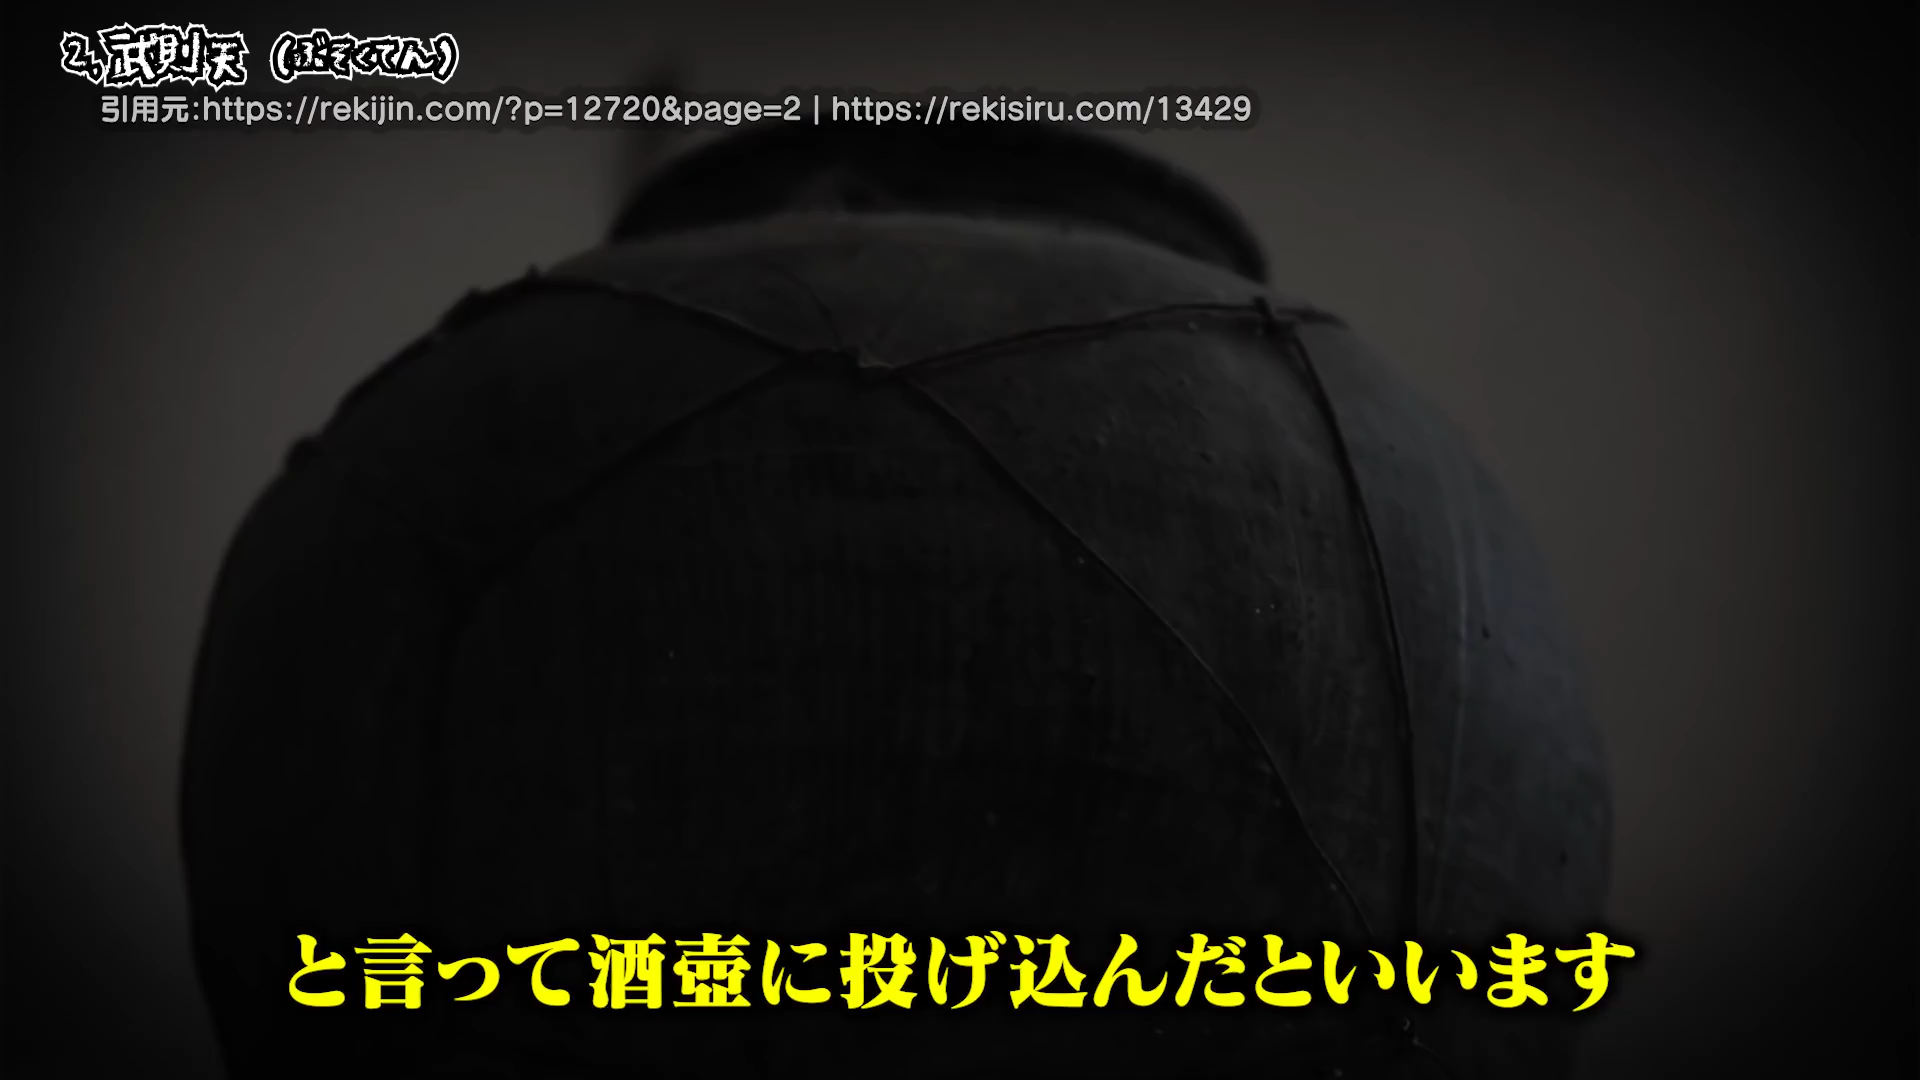 2. 武則天（ぶそくてん）
引用元:https://rekijin.com/?p=12720&page=2 | https://rekisiru.com/13429
と言って酒壺に投げ込んだといいます